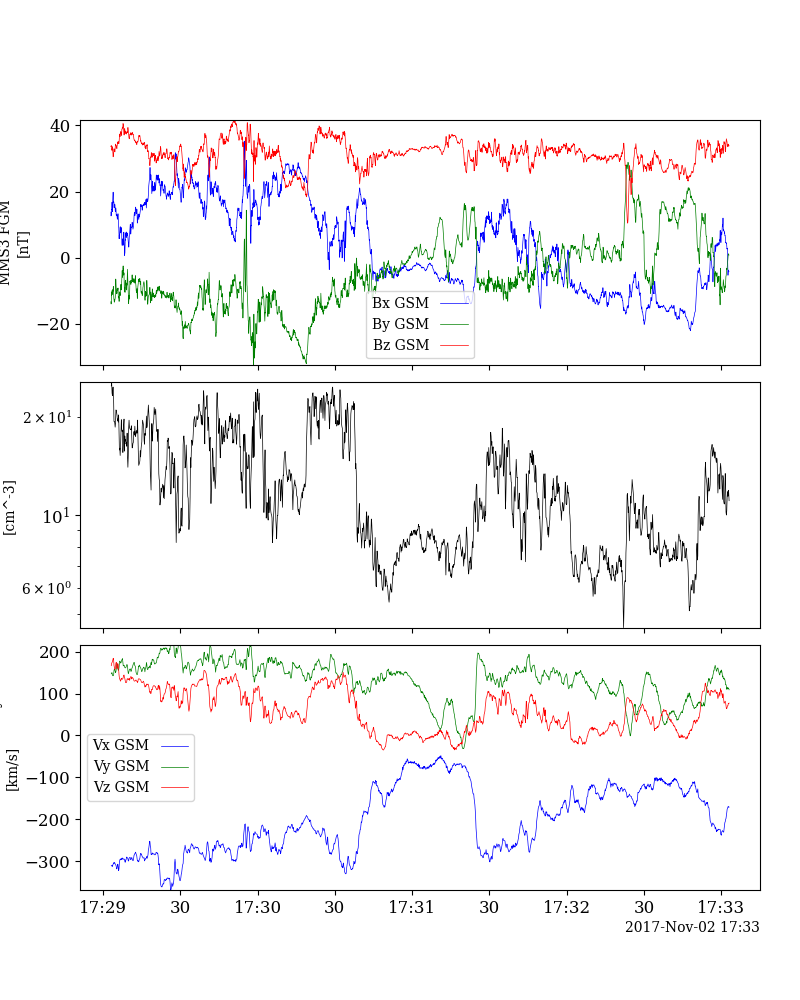 40
20
0
−20
MMS3 FGM
[nT]
Bx GSM
By GSM
Bz GSM
2 × 10¹
10¹
6 × 10⁰
[cm^-3]
200
100
0
−100
−200
−300
[km/s]
Vx GSM
Vy GSM
Vz GSM
17:29 30 17:30 30 17:31 30 17:32 30 17:33
2017-Nov-02 17:33